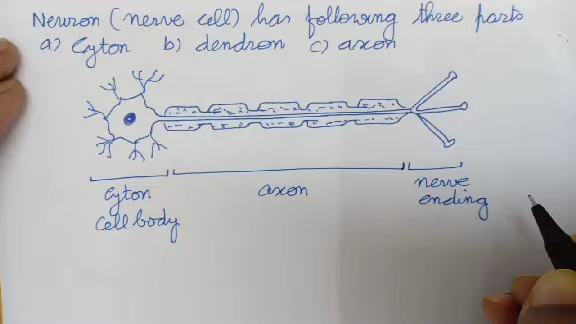 Neuron (nerve cell) has following three parts
a) Cyton b) dendron c) axon
cyton
cell body
axon
nerve
ending